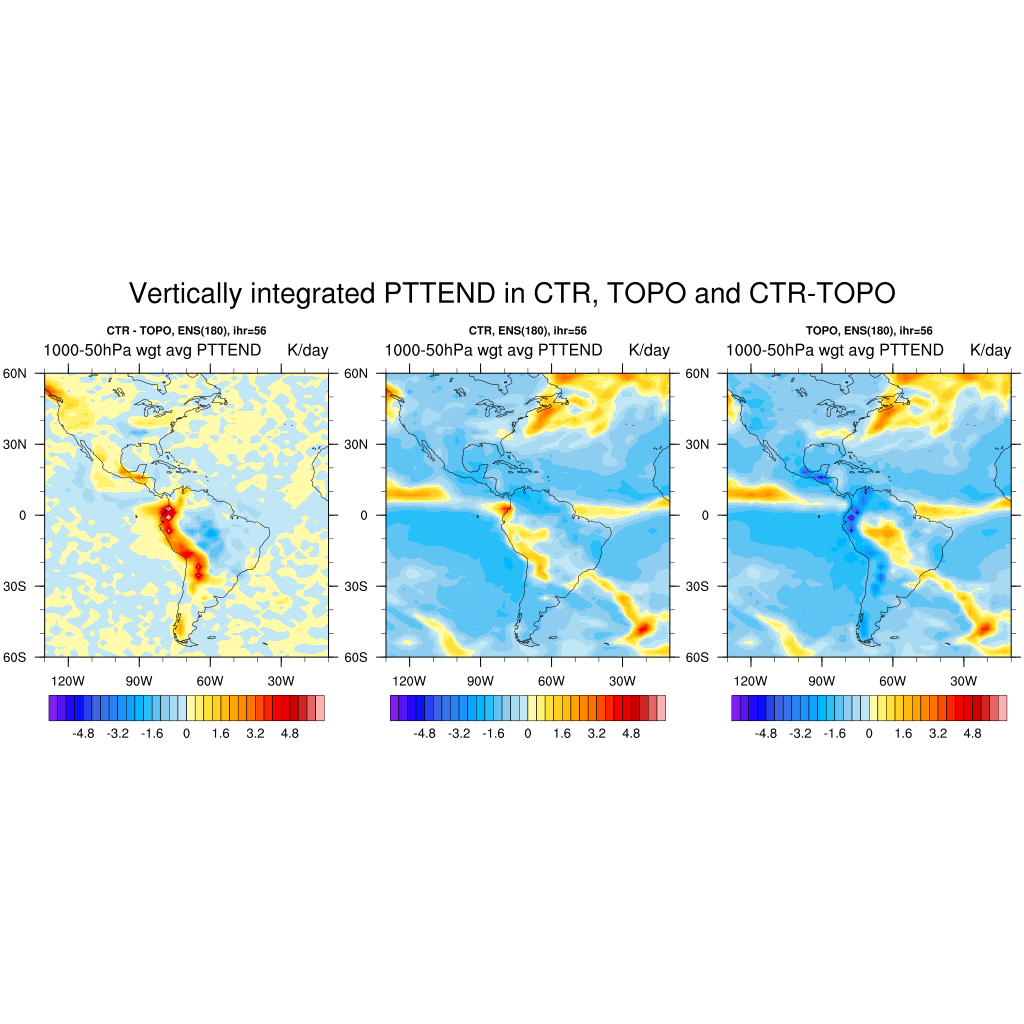 Vertically integrated PTTEND in CTR, TOPO and CTR-TOPO
CTR - TOPO, ENS(180), ihr=56
1000-50hPa wgt avg PTTEND K/day
60N
30N
0
30S
60S
120W 90W 60W 30W
-4.8 -3.2 -1.6 0 1.6 3.2 4.8
CTR, ENS(180), ihr=56
1000-50hPa wgt avg PTTEND K/day
60N
30N
0
30S
60S
120W 90W 60W 30W
-4.8 -3.2 -1.6 0 1.6 3.2 4.8
TOPO, ENS(180), ihr=56
1000-50hPa wgt avg PTTEND K/day
60N
30N
0
30S
60S
120W 90W 60W 30W
-4.8 -3.2 -1.6 0 1.6 3.2 4.8